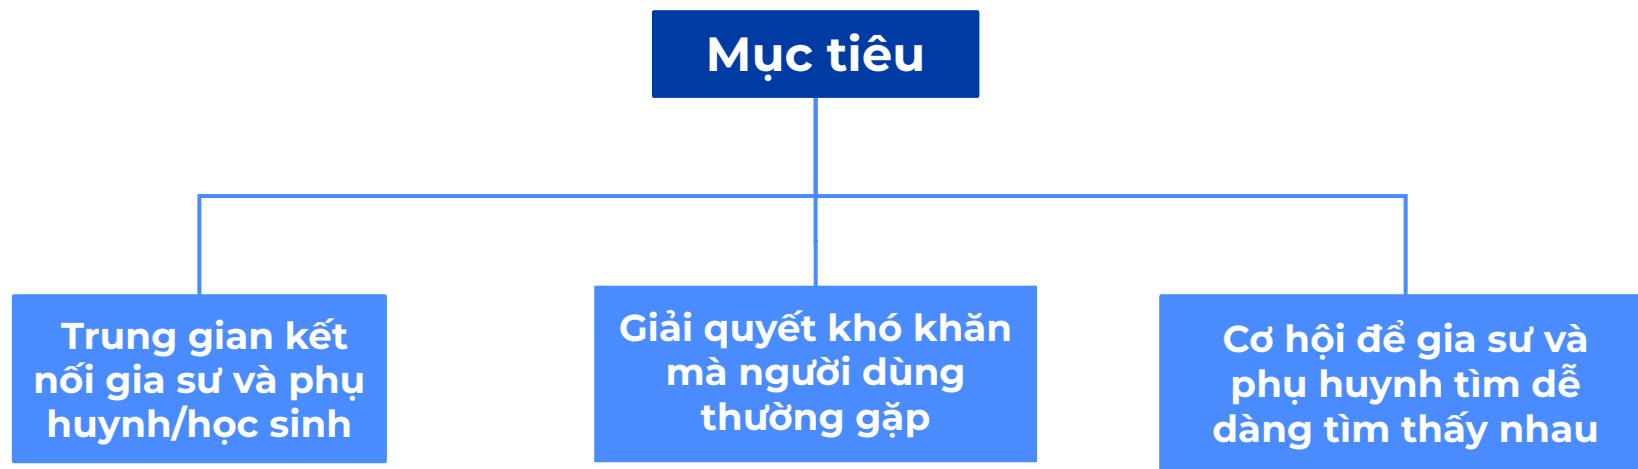 Mục tiêu
Trung gian kết
nối gia sư và phụ
huynh/học sinh
Giải quyết khó khăn
mà người dùng
thường gặp
Cơ hội để gia sư và
phụ huynh tìm dễ
dàng tìm thấy nhau